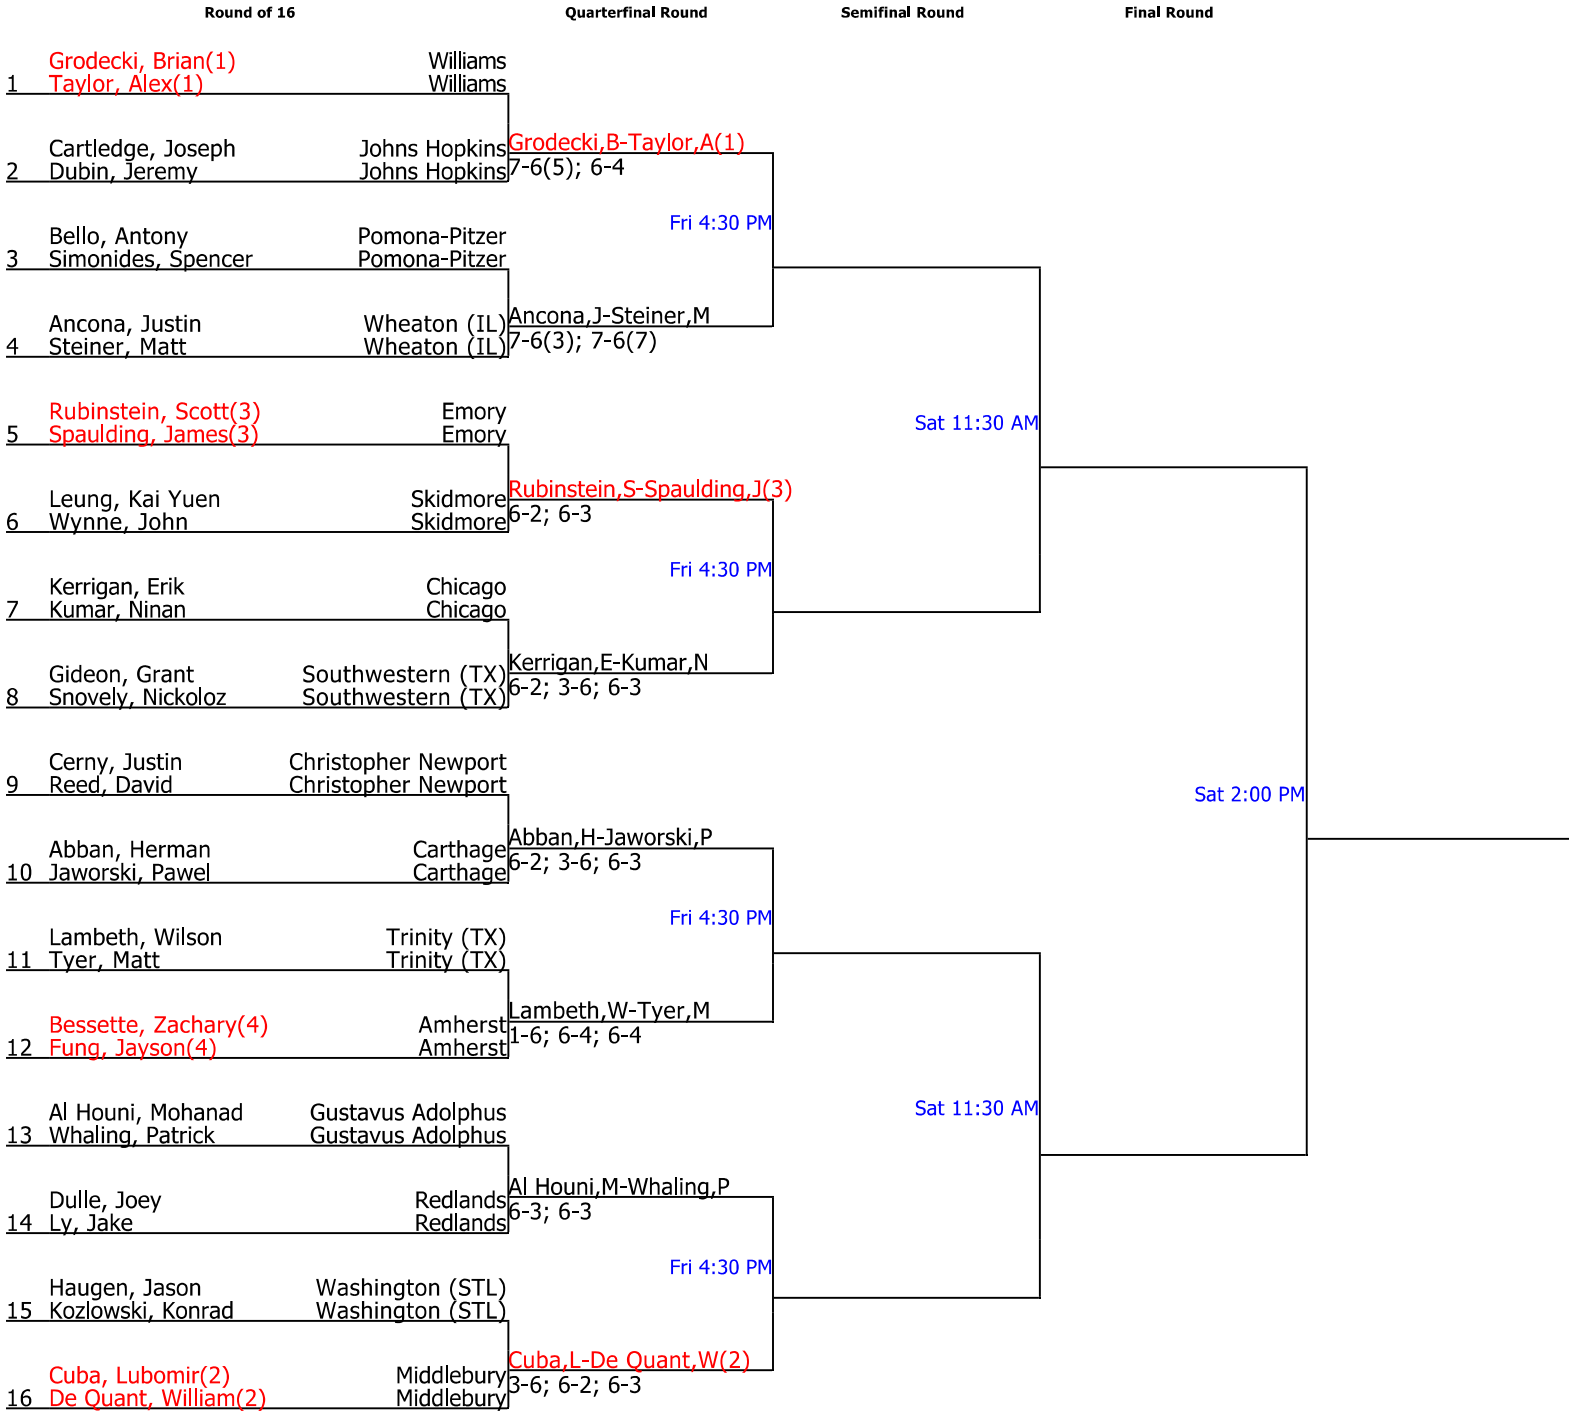 Round of 16 Quarterfinal Round Semifinal Round Final Round
Grodecki, Brian(1) Williams
1 Taylor, Alex(1) Williams
Grodecki,B-Taylor,A(1)
Cartledge, Joseph Johns Hopkins
7-6(5); 6-4
2 Dubin, Jeremy Johns Hopkins
Fri 4:30 PM
Bello, Antony Pomona-Pitzer
3 Simonides, Spencer Pomona-Pitzer
Ancona,J-Steiner,M
Ancona, Justin Wheaton (IL)
7-6(3); 7-6(7)
4 Steiner, Matt Wheaton (IL)
Rubinstein, Scott(3) Emory
Sat 11:30 AM
5 Spaulding, James(3) Emory
Rubinstein,S-Spaulding,J(3)
Leung, Kai Yuen Skidmore
6-2; 6-3
6 Wynne, John Skidmore
Fri 4:30 PM
Kerrigan, Erik Chicago
7 Kumar, Ninan Chicago
Kerrigan,E-Kumar,N
Gideon, Grant Southwestern (TX)
6-2; 3-6; 6-3
8 Snovely, Nickoloz Southwestern (TX)
Cerny, Justin Christopher Newport
9 Reed, David Christopher Newport
Sat 2:00 PM
Abban,H-Jaworski,P
Abban, Herman Carthage
6-2; 3-6; 6-3
10 Jaworski, Pawel Carthage
Fri 4:30 PM
Lambeth, Wilson Trinity (TX)
11 Tyer, Matt Trinity (TX)
Lambeth,W-Tyer,M
Bessette, Zachary(4) Amherst
1-6; 6-4; 6-4
12 Fung, Jayson(4) Amherst
Sat 11:30 AM
Al Houni, Mohanad Gustavus Adolphus
13 Whaling, Patrick Gustavus Adolphus
Al Houni,M-Whaling,P
Dulle, Joey Redlands
6-3; 6-3
14 Ly, Jake Redlands
Fri 4:30 PM
Haugen, Jason Washington (STL)
15 Kozlowski, Konrad Washington (STL)
Cuba,L-De Quant,W(2)
Cuba, Lubomir(2) Middlebury
3-6; 6-2; 6-3
16 De Quant, William(2) Middlebury